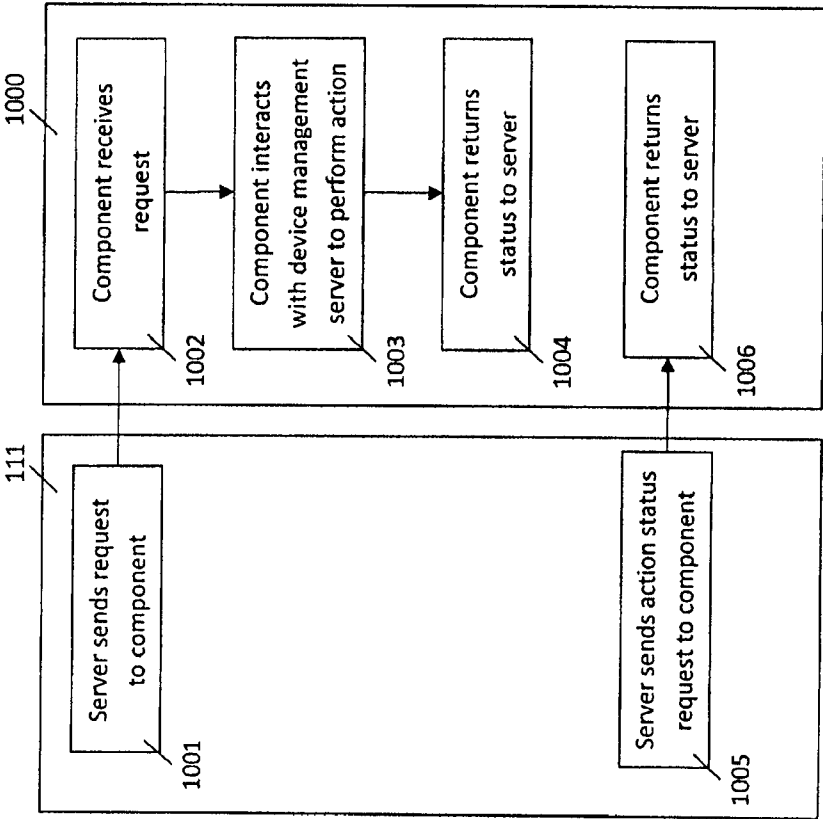 111
1000
Server sends request
to component
1001
Component receives
request
1002
Component interacts
with device management
server to perform action
1003
Component returns
status to server
1004
Server sends action status
request to component
1005
Component returns
status to server
1006